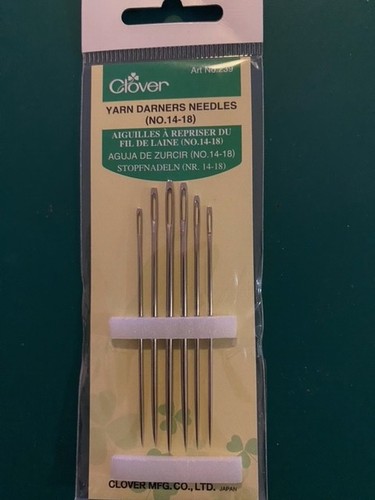 Art No.239
Clover
YARN DARNERS NEEDLES
(NO.14-18)
AIGUILLES À REPRISER DU
FIL DE LAINE (NO.14-18)
AGUJA DE ZURCIR (NO.14-18)
STOPFNADELN (NR. 14-18)
CLOVER MFG.CO., LTD. JAPAN